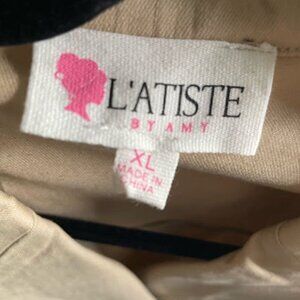 L'ATISTE
BY AMY
XL
MADE IN
CHINA